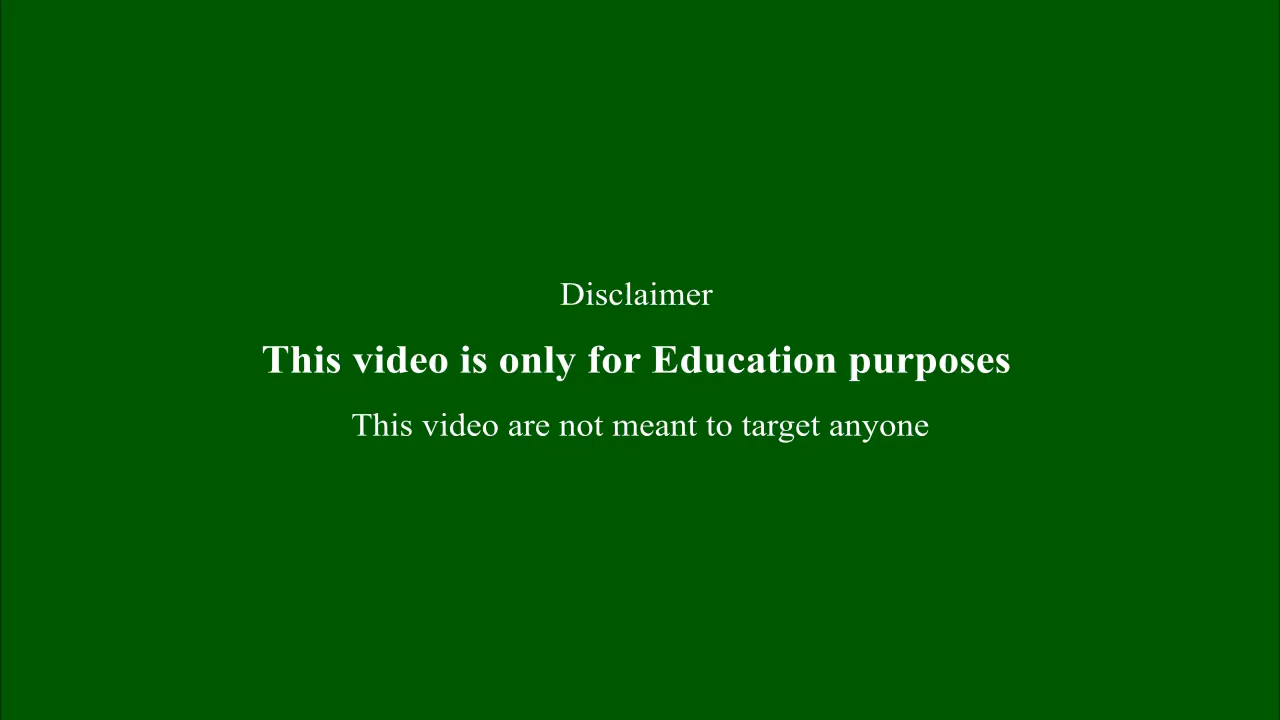 Disclaimer
This video is only for Education purposes
This video are not meant to target anyone